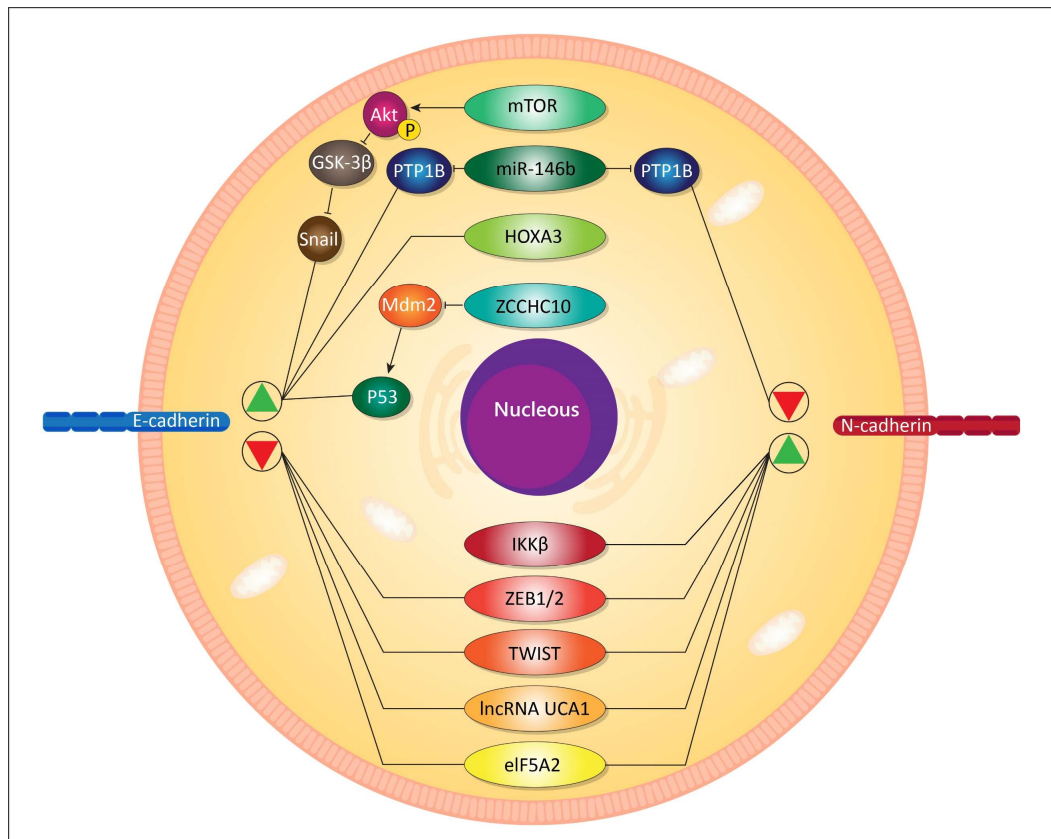 mTOR
Akt
P
GSK-3β
PTP1B
miR-146b
PTP1B
Snail
HOXA3
Mdm2
ZCCHC10
P53
Nucleous
E-cadherin
N-cadherin
IKKβ
ZEB1/2
TWIST
lncRNA UCA1
eIF5A2